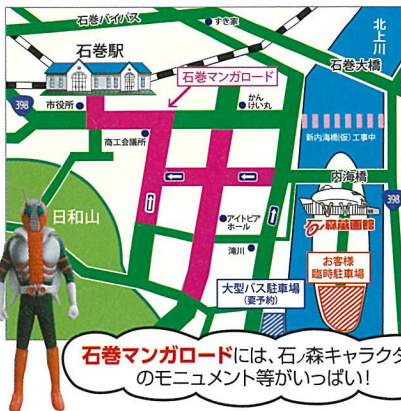 石巻バイパス
すき家
北上川
石巻駅
石巻大橋
石巻マンガロード
398
市役所
かん
けい丸
新内海橋(仮)工事中
商工会議所
内海橋
398
日和山
アイトピア
ホール
石ノ森萬画館
滝川
お客様
臨時駐車場
大型バス駐車場
(要予約)
石巻マンガロードには、石ノ森キャラクタ
のモニュメント等がいっぱい!